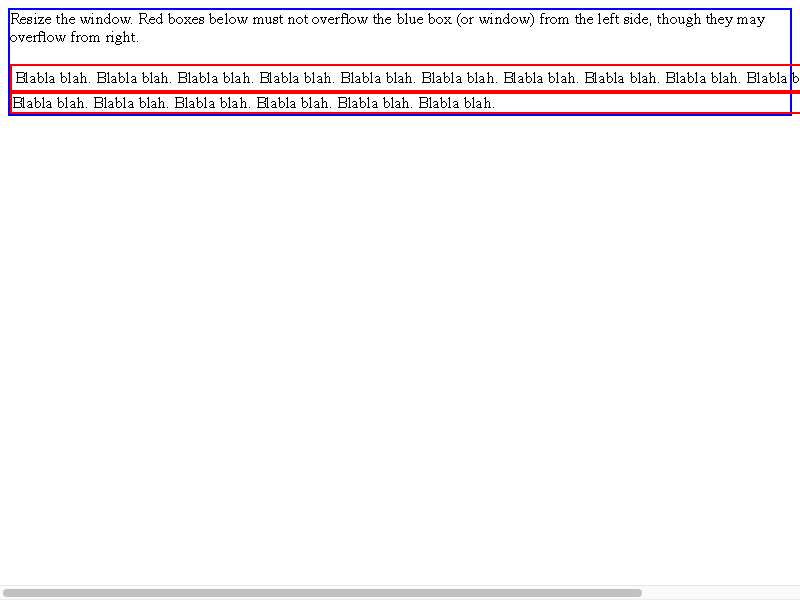 Resize the window. Red boxes below must not overflow the blue box (or window) from the left side, though they may
overflow from right.
Blabla blah. Blabla blah. Blabla blah. Blabla blah. Blabla blah. Blabla blah. Blabla blah. Blabla blah. Blabla blah. Blabla b
Blabla blah. Blabla blah. Blabla blah. Blabla blah. Blabla blah. Blabla blah.